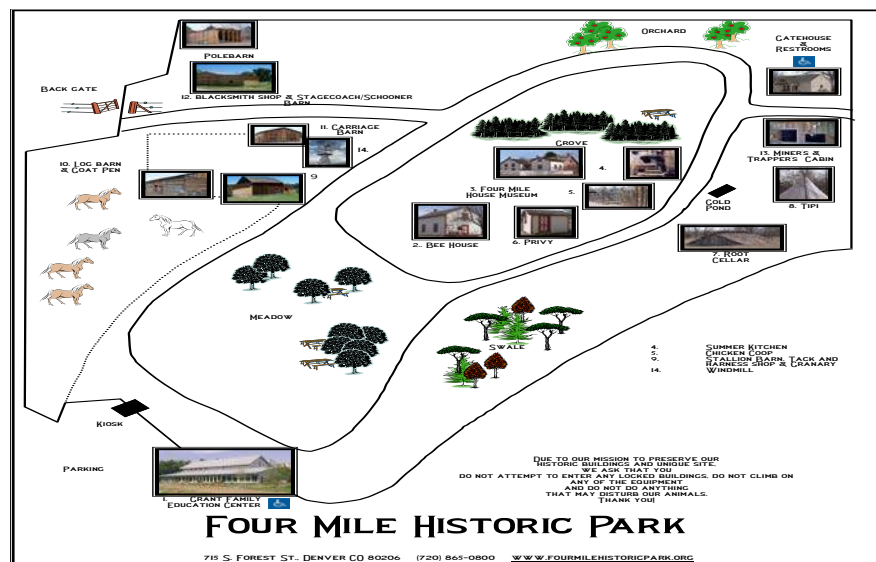 Orchard
Gatehouse
&
Restrooms
Polebarn
Back gate
12. Blacksmith shop & Stagecoach/Schooner
Barn
11. Carriage
Barn
14.
10. Log barn
& Goat Pen
9
Grove
4.
3. Four Mile
House Museum
5.
13. Miners &
Trappers Cabin
Gold
Pond
8. Tipi
2.. Bee House
6. Privy
7. Root
Cellar
Meadow
Swale
4. Summer Kitchen
5. Chicken Coop
9. Stallion Barn, Tack and
Harness shop & Granary
14. Windmill
Kiosk
Parking
1. Grant Family
Education Center
Due to our mission to preserve our
historic buildings and unique site,
we ask that you
do not attempt to enter any locked buildings, do not climb on
any of the equipment
and do not do anything
that may disturb our animals.
Thank you!
Four Mile Historic Park
715 S. Forest St., Denver CO 80206 (720) 865-0800 www.fourmilehistoricpark.org